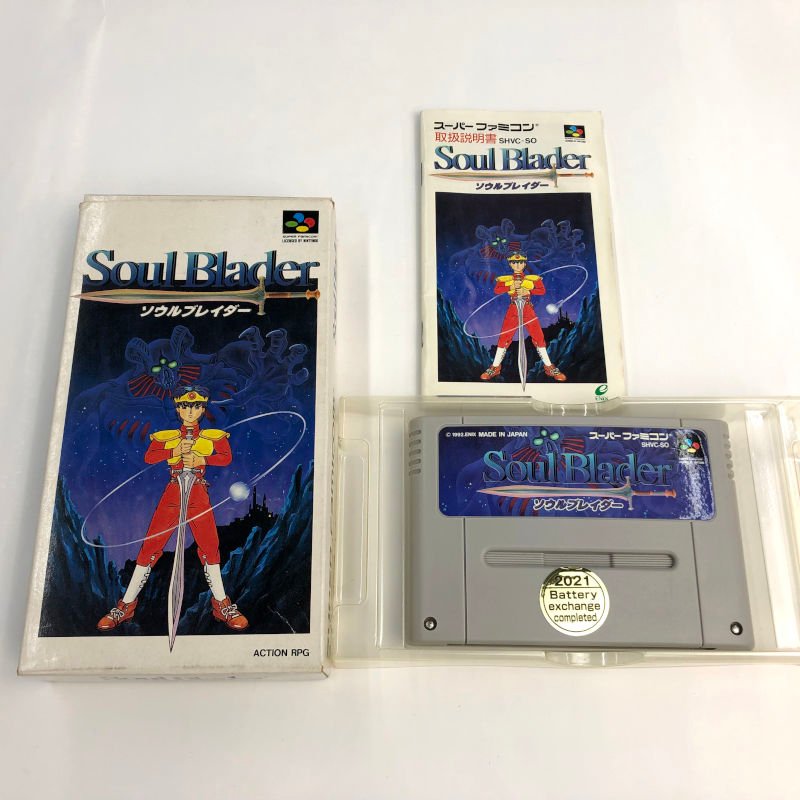 SUPER FAMICOM
LICENSED BY NINTENDO
Soul Blader
ソウルブレイダー
ACTION RPG
スーパーファミコン®
取扱説明書 SHVC-SO
Soul Blader
ソウルブレイダー
ENIX
© 1992.ENIX MADE IN JAPAN
スーパーファミコン®
SHVC-SO
Soul Blader
ソウルブレイダー
2021
Battery
exchange
completed